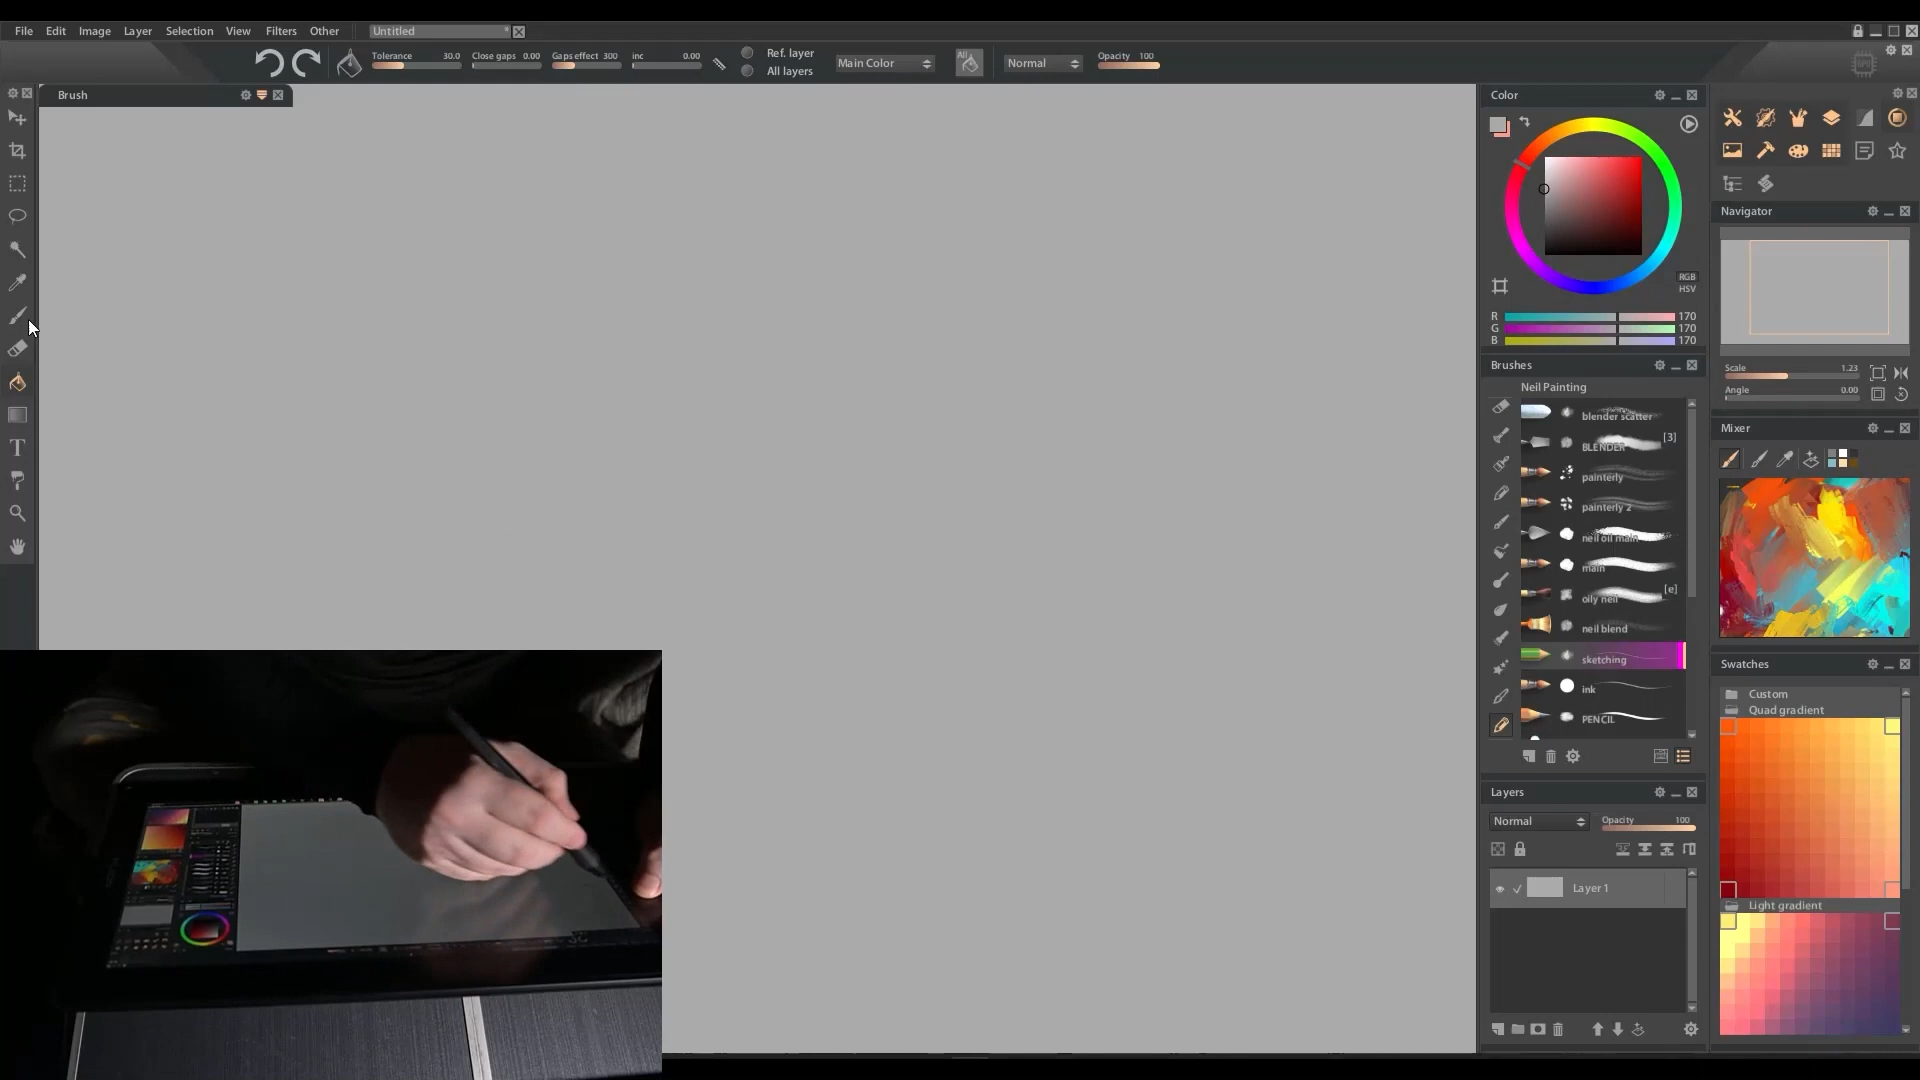 File Edit Image Layer Selection View Filters Other Untitled *
Tolerance 30.0 Close gaps 0.00 Gaps effect 300 inc 0.00 Ref. layer Main Color All Normal Opacity 100
All layers
Brush
Color
RGB
HSV
R 170
G 170
B 170
Brushes
Neil Painting
blender scatter
BLENDER [3]
painterly
painterly 2
neil oil main
main
oily neil [e]
neil blend
sketching
ink
PENCIL
Layers
Normal Opacity 100
Layer 1
Navigator
Scale 1.23
Angle 0.00
Mixer
Swatches
Custom
Quad gradient
Light gradient